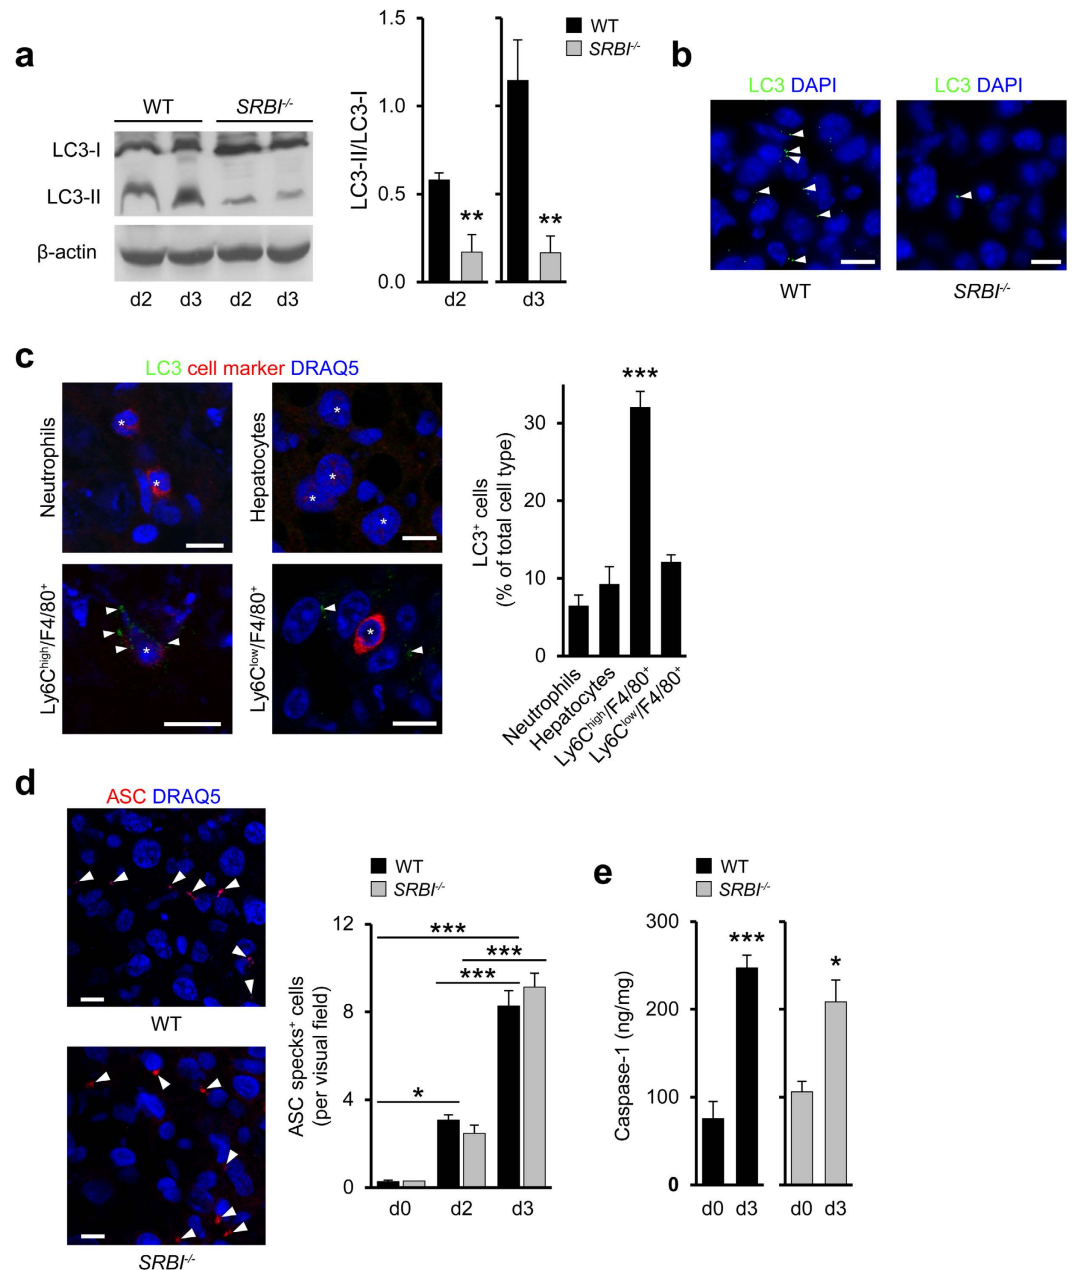 a
WT SRBI-/-
LC3-I
LC3-II
β-actin
d2 d3 d2 d3
LC3-II/LC3-I
1.5
1.0
0.5
0.0
** **
d2 d3
WT
SRBI-/-
b
LC3 DAPI LC3 DAPI
WT SRBI-/-
c
LC3 cell marker DRAQ5
Neutrophils
Hepatocytes
* * * * * *
Ly6Chigh/F4/80+
Ly6Clow/F4/80+
* *
LC3+ cells
(% of total cell type)
30
20
10
0
***
Neutrophils
Hepatocytes
Ly6Chigh/F4/80+
Ly6Clow/F4/80+
d
ASC DRAQ5
WT
SRBI-/-
WT
SRBI-/-
ASC specks+ cells
(per visual field)
12
8
4
0
***
***
***
*
d0 d2 d3
e
WT
SRBI-/-
Caspase-1 (ng/mg)
300
200
100
0
*** *
d0 d3 d0 d3